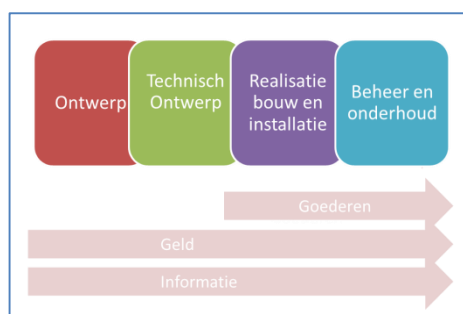 Ontwerp
Technisch
Ontwerp
Realisatie
bouw en
installatie
Beheer en
onderhoud
Goederen
Geld
Informatie